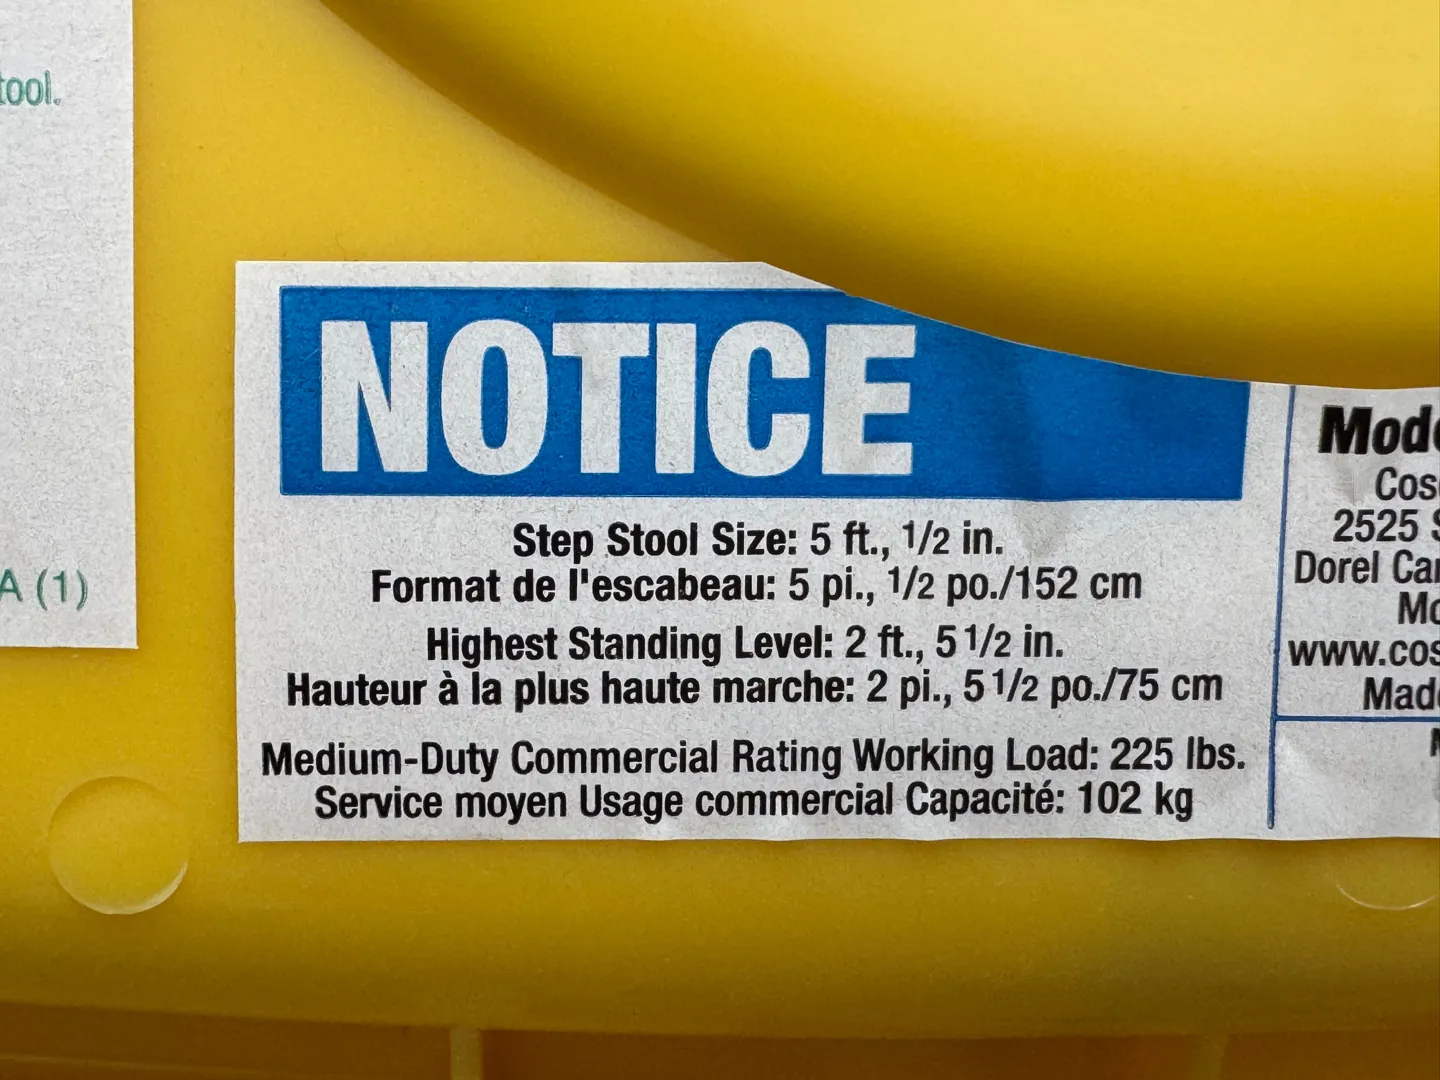 tool.
A (1)
NOTICE
Step Stool Size: 5 ft., 1/2 in.
Format de l'escabeau: 5 pi., 1/2 po./152 cm
Highest Standing Level: 2 ft., 5 1/2 in.
Hauteur à la plus haute marche: 2 pi., 5 1/2 po./75 cm
Medium-Duty Commercial Rating Working Load: 225 lbs.
Service moyen Usage commercial Capacité: 102 kg
2525
Dorel
Made